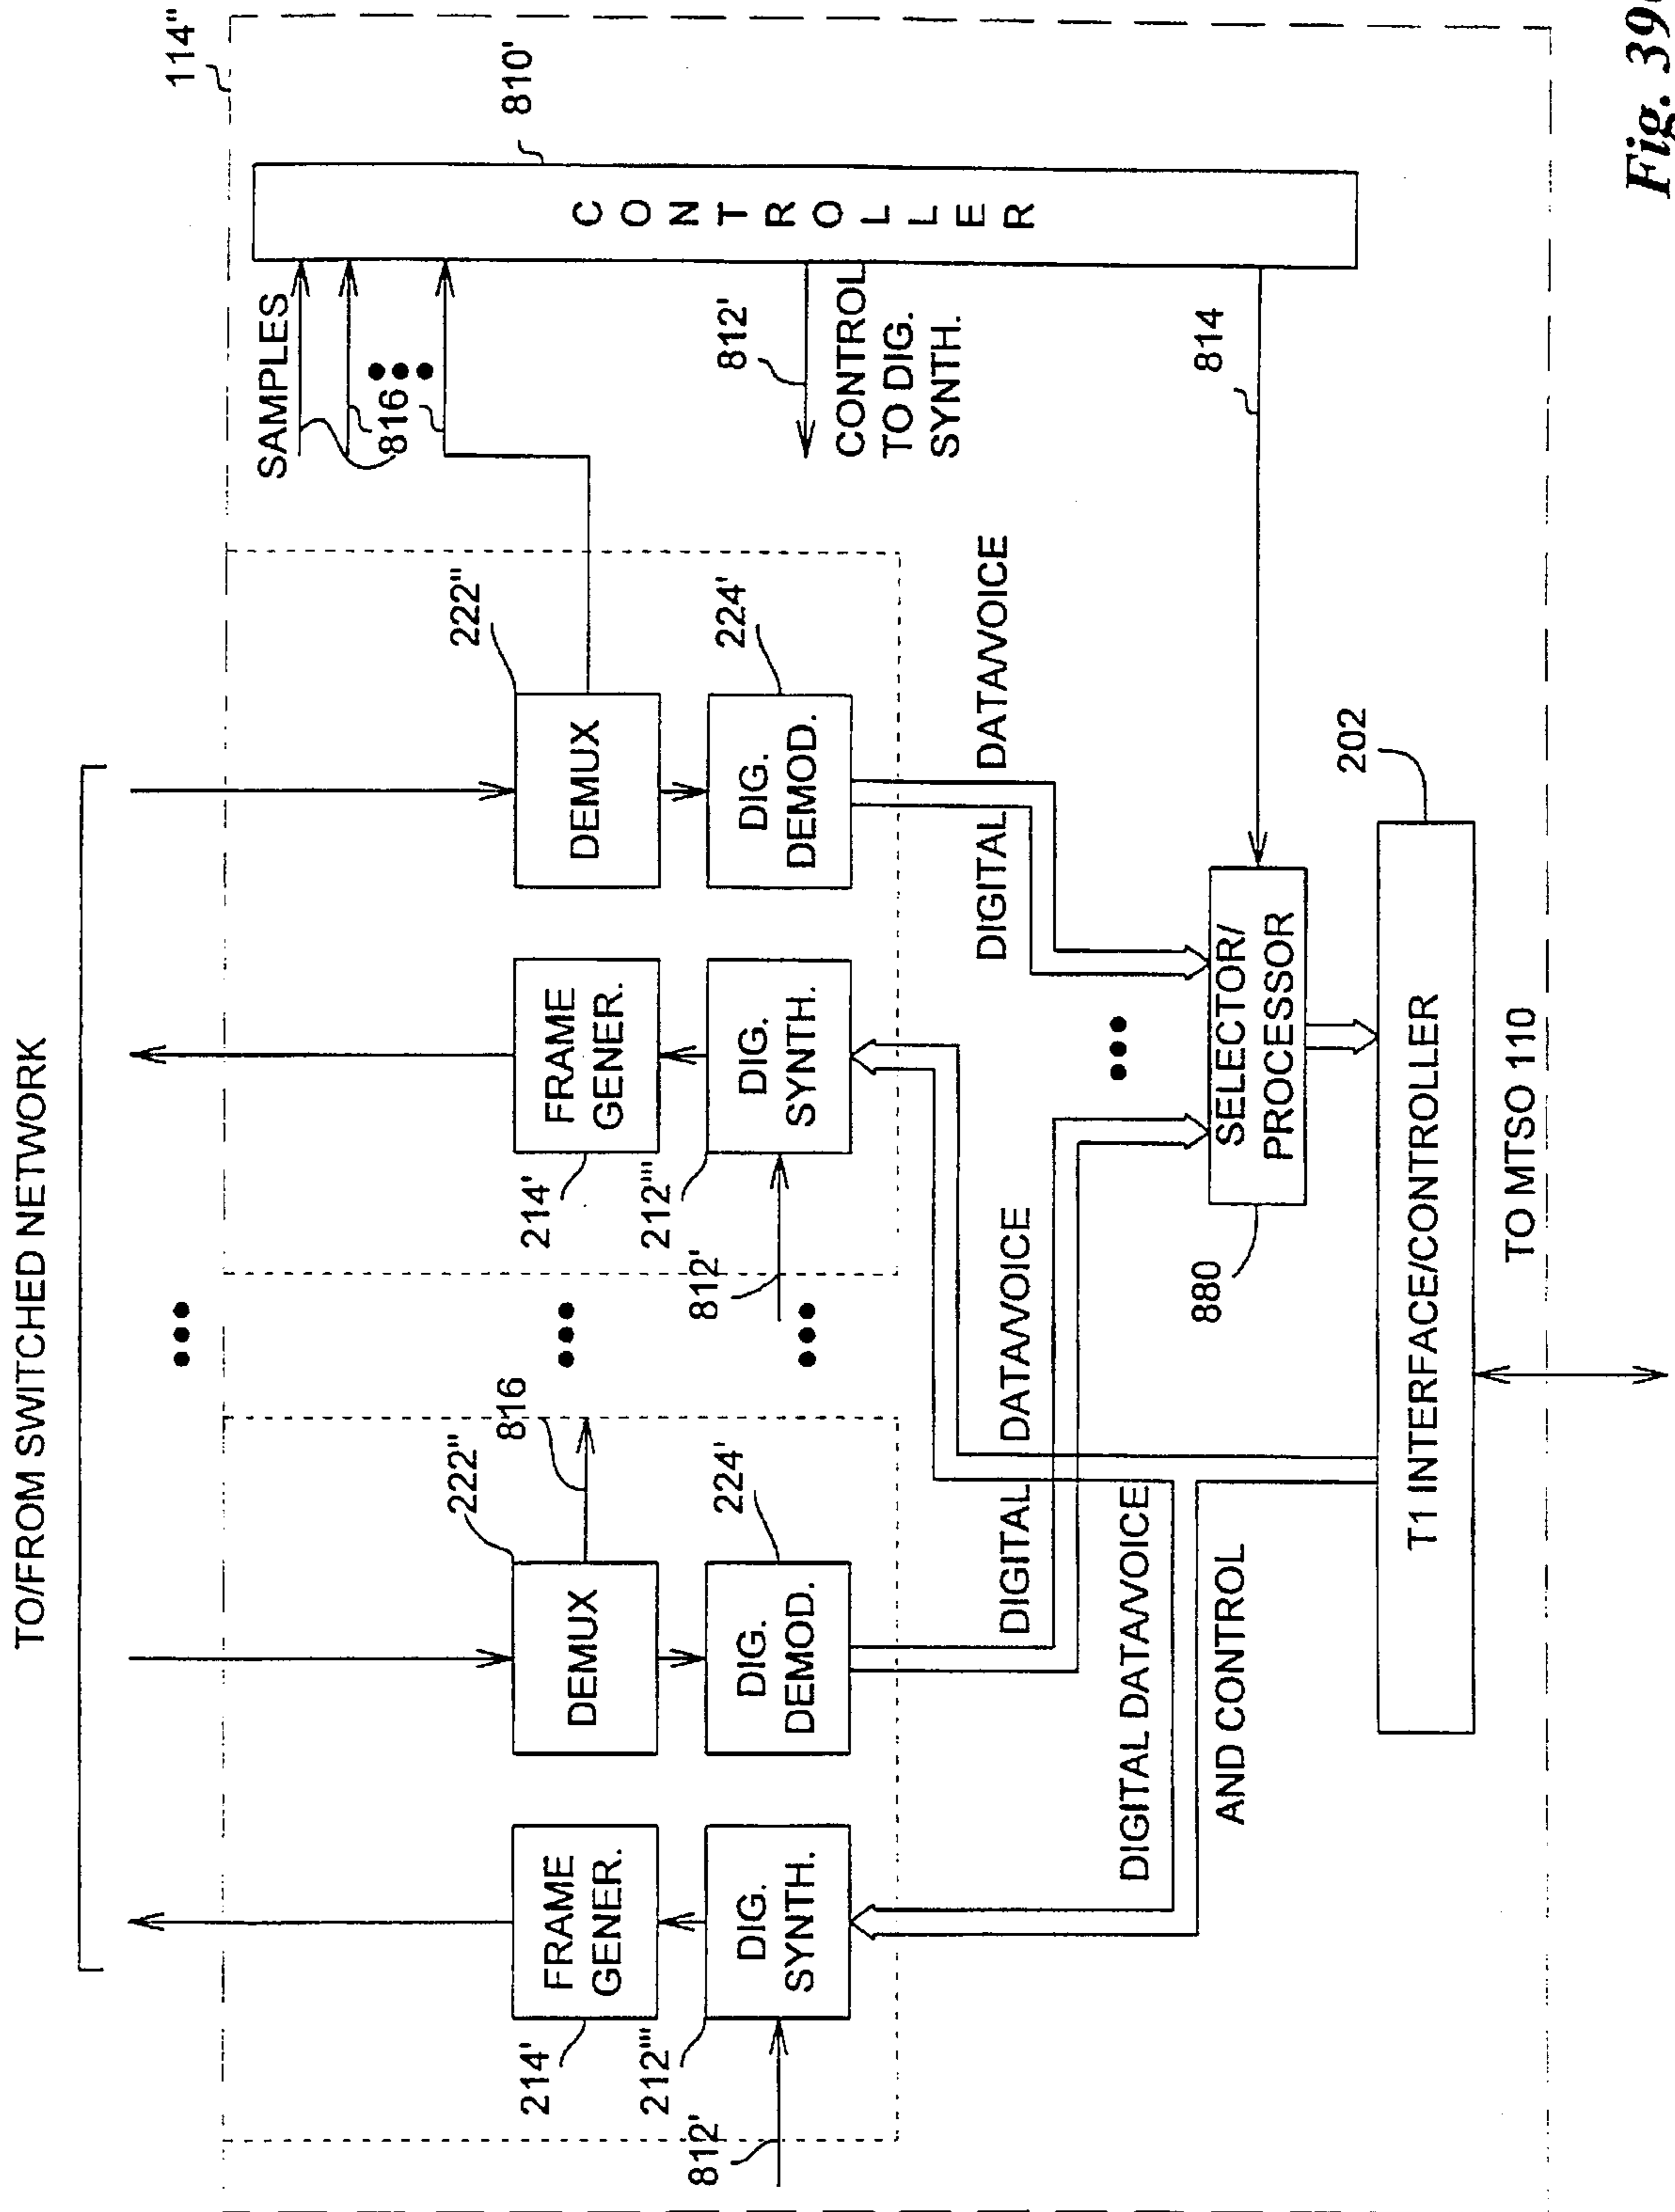 TO/FROM SWITCHED NETWORK
114"
SAMPLES
816
810'
CONTROLLER
812'
CONTROL
TO DIG.
SYNTH.
814
214'
FRAME
GENER.
212'''
DIG.
SYNTH.
812'
222"
DEMUX
816
224'
DIG.
DEMOD.
214'
FRAME
GENER.
212'''
DIG.
SYNTH.
812'
222"
DEMUX
224'
DIG.
DEMOD.
DIGITAL DATA/VOICE
DIGITAL DATA/VOICE
DIGITAL DATA/VOICE
AND CONTROL
SELECTOR/
PROCESSOR
880
202
T1 INTERFACE/CONTROLLER
TO MTSO 110